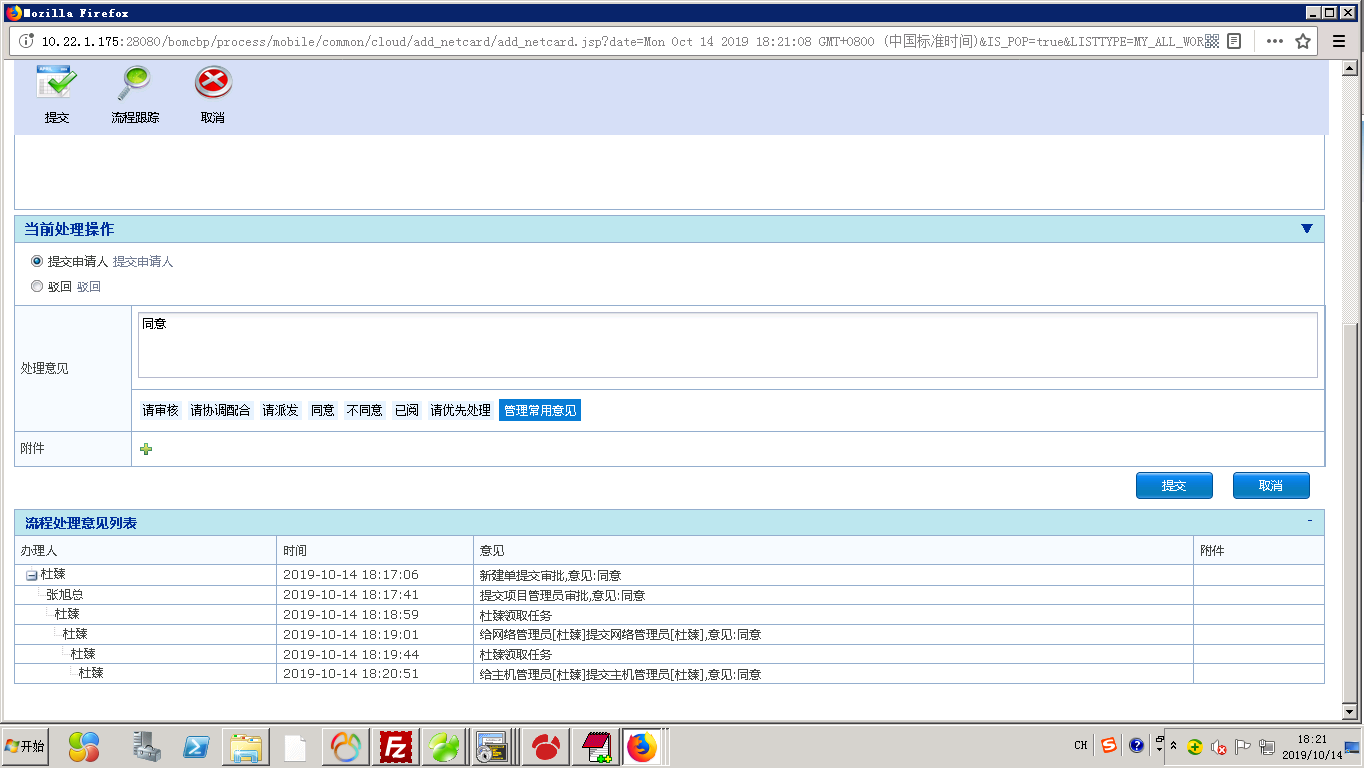 Mozilla Firefox
10.22.1.175:28080/bomcbp/process/mobile/common/cloud/add_netcard/add_netcard.jsp?date=Mon Oct 14 2019 18:21:08 GMT+0800 (中国标准时间)&IS_POP=true&LISTTYPE=MY_ALL_WOR
提交 流程跟踪 取消
当前处理操作
提交申请人 提交申请人
驳回 驳回
同意
处理意见
请审核 请协调配合 请派发 同意 不同意 已阅 请优先处理 管理常用意见
附件
提交 取消
流程处理意见列表 -
办理人 时间 意见 附件
杜臻 2019-10-14 18:17:06 新建单提交审批,意见:同意
张旭总 2019-10-14 18:17:41 提交项目管理员审批,意见:同意
杜臻 2019-10-14 18:18:59 杜臻领取任务
杜臻 2019-10-14 18:19:01 给网络管理员[杜臻]提交网络管理员[杜臻],意见:同意
杜臻 2019-10-14 18:19:44 杜臻领取任务
杜臻 2019-10-14 18:20:51 给主机管理员[杜臻]提交主机管理员[杜臻],意见:同意
开始 CH 18:21
2019/10/14